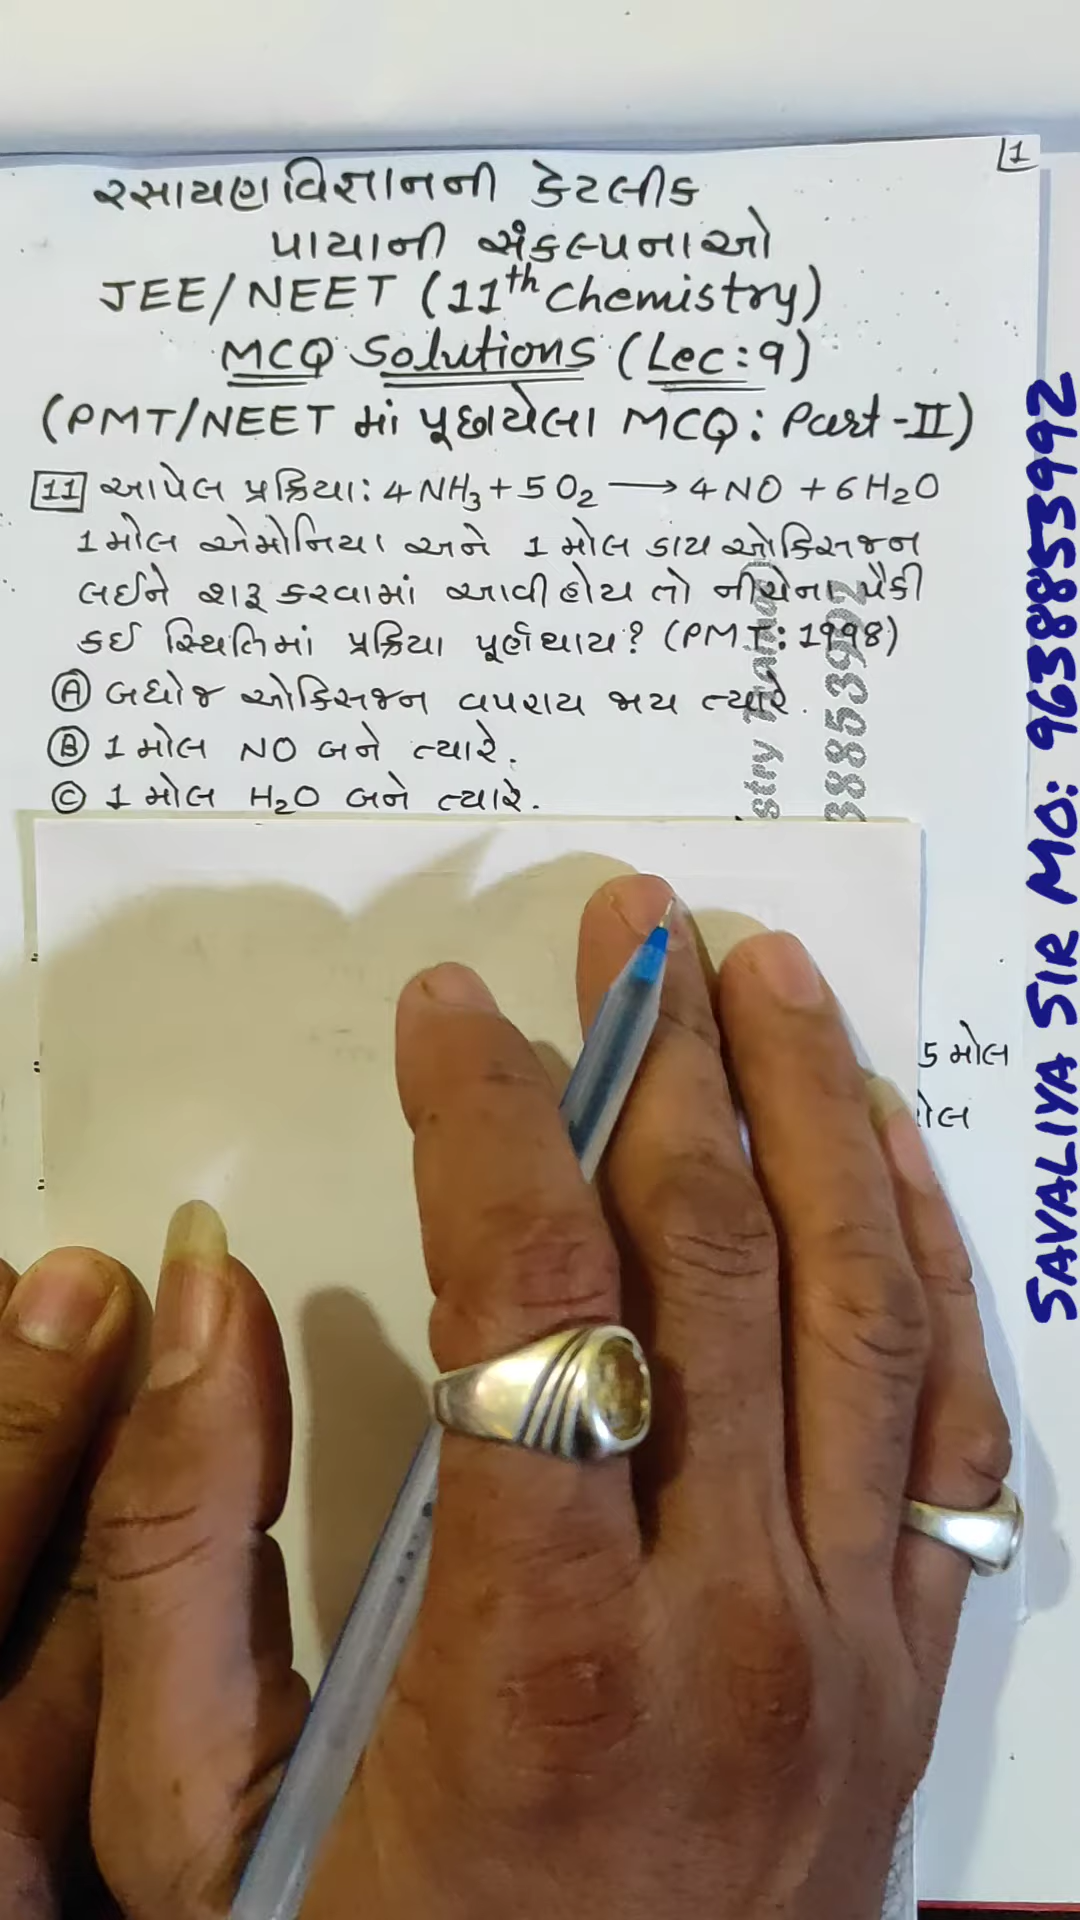 1
રસાયણવિજ્ઞાનની કેટલીક
પાયાની સંકલ્પનાઓ
JEE/NEET (11th Chemistry)
MCQ Solutions (Lec:9)
(PMT/NEET માં પૂછાયેલા MCQ: Part-II)
11 આપેલ પ્રક્રિયા: 4NH₃ + 5O₂ ⟶ 4NO + 6H₂O
1 મોલ એમોનિયા અને 1 મોલ ડાય ઓક્સિજન
લઈને શરૂ કરવામાં આવી હોય તો નીચેના પૈકી
કઈ સ્થિતિમાં પ્રક્રિયા પૂર્ણ થાય? (PMT: 1998)
(A) બધોજ ઓક્સિજન વપરાય જાય ત્યારે.
(B) 1 મોલ NO બને ત્યારે.
(C) 1 મોલ H₂O બને ત્યારે.
5 મોલ
SAVALIYA SIR MO: 9638853992